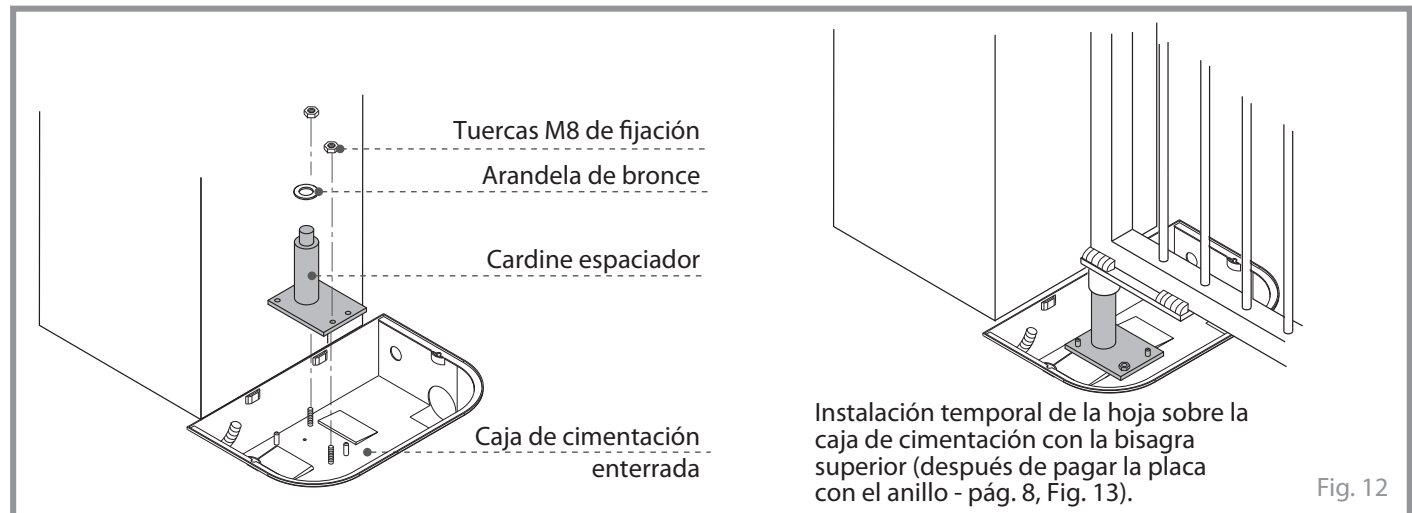 Tuercas M8 de fijación
Arandela de bronce
Cardine espaciador
Caja de cimentación
enterrada
Instalación temporal de la hoja sobre la
caja de cimentación con la bisagra
superior (después de pagar la placa
con el anillo - pág. 8, Fig. 13).
Fig. 12